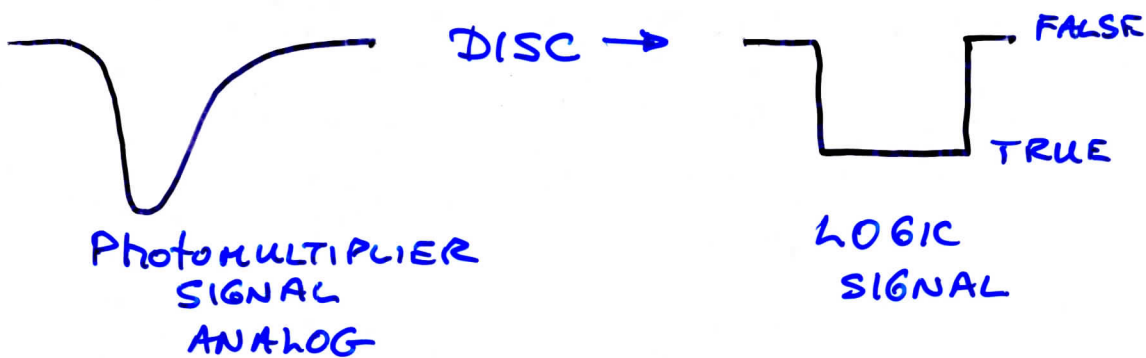 DISC →
FALSE
TRUE
PHOTOMULTIPLIER
SIGNAL
ANALOG
LOGIC
SIGNAL